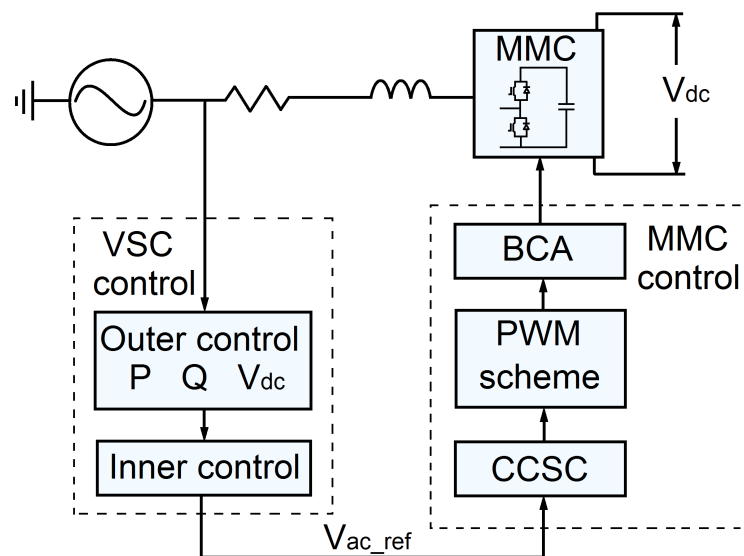 MMC
Vdc
VSC
control
Outer control
P Q Vdc
Inner control
Vac_ref
BCA
MMC
control
PWM
scheme
CCSC